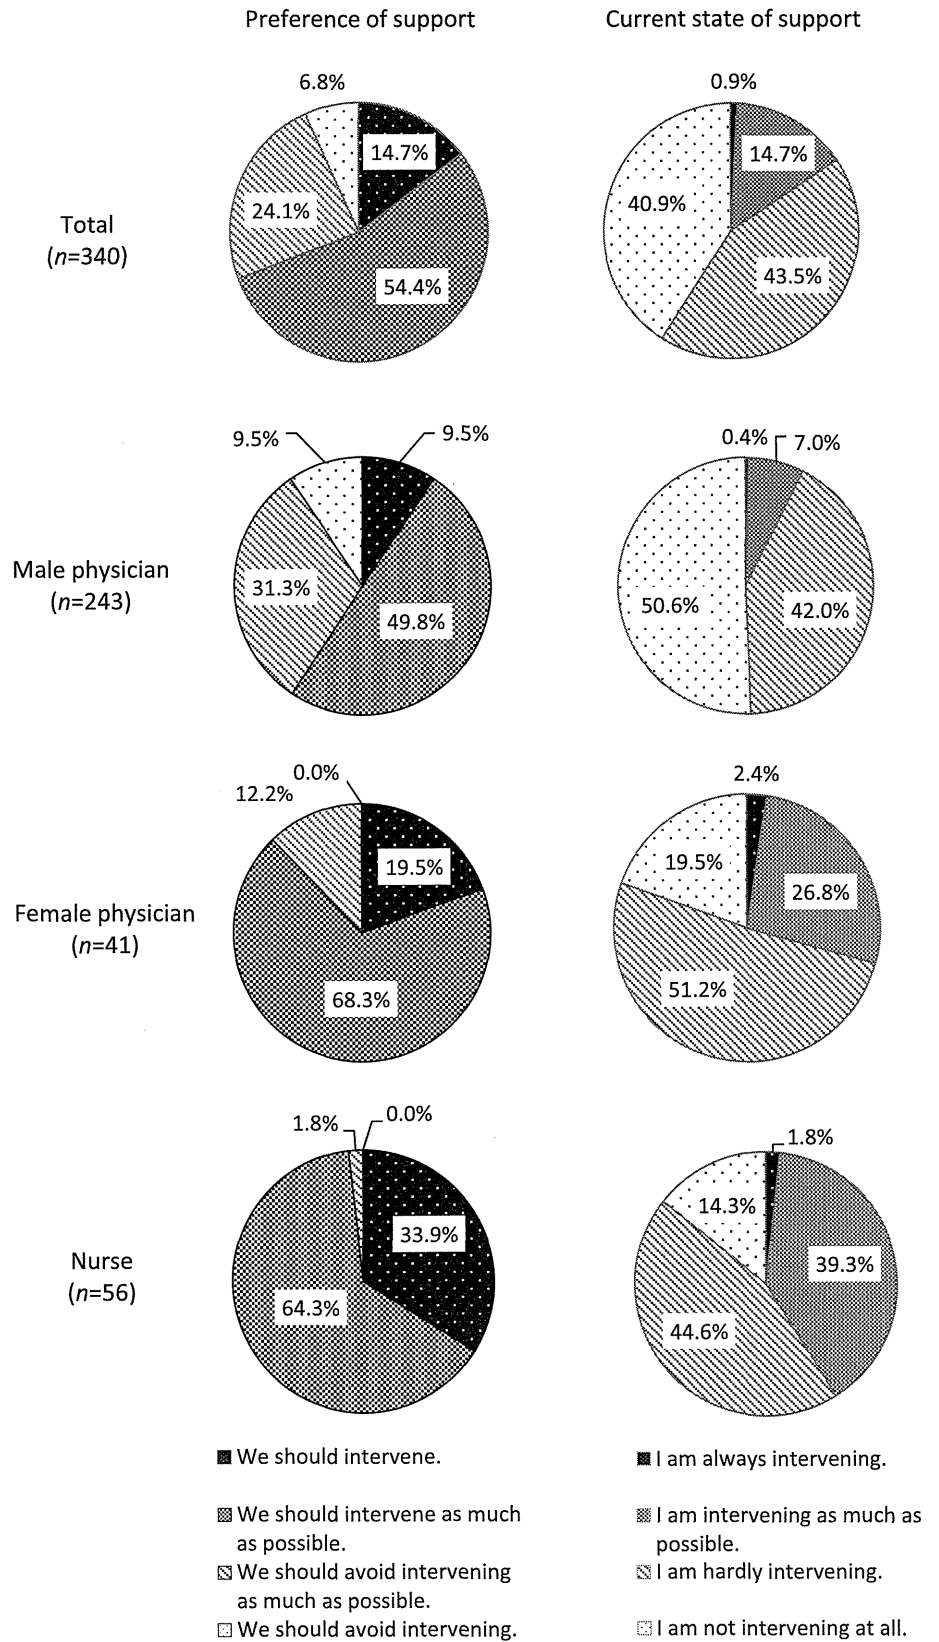 Preference of support
Current state of support
6.8%
0.9%
14.7%
14.7%
24.1%
40.9%
Total
(n=340)
54.4%
43.5%
9.5%
9.5%
0.4%
7.0%
Male physician
(n=243)
31.3%
49.8%
50.6%
42.0%
0.0%
12.2%
2.4%
19.5%
19.5%
26.8%
Female physician
(n=41)
68.3%
51.2%
1.8%
0.0%
1.8%
33.9%
14.3%
Nurse
(n=56)
64.3%
39.3%
44.6%
We should intervene.
We should intervene as much
as possible.
We should avoid intervening
as much as possible.
We should avoid intervening.
I am always intervening.
I am intervening as much as
possible.
I am hardly intervening.
I am not intervening at all.